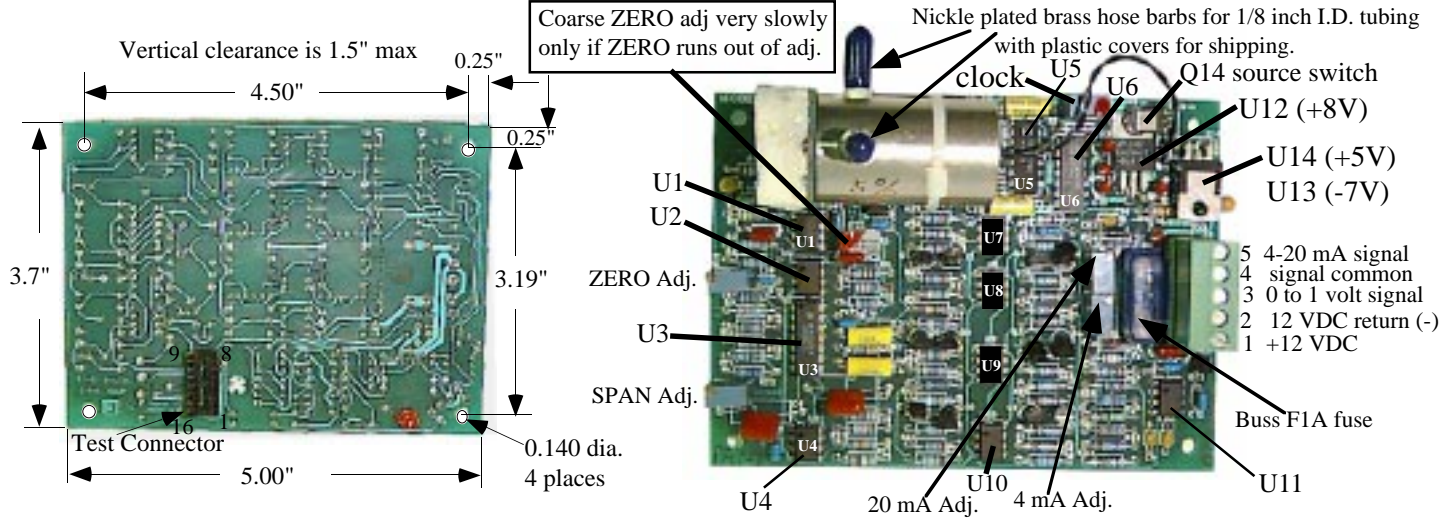 Vertical clearance is 1.5" max
0.25"
4.50"
0.25"
3.7"
3.19"
9
8
16
1
Test Connector
5.00"
0.140 dia.
4 places
Coarse ZERO adj very slowly
only if ZERO runs out of adj.
Nickle plated brass hose barbs for 1/8 inch I.D. tubing
with plastic covers for shipping.
clock
U5
U6
Q14 source switch
U12 (+8V)
U14 (+5V)
U13 (-7V)
U1
U2
ZERO Adj.
U3
SPAN Adj.
U4
U5
U6
U1
U7
U8
U3
U9
U4
5 4-20 mA signal
4 signal common
3 0 to 1 volt signal
2 12 VDC return (-)
1 +12 VDC
Buss F1A fuse
U11
U10
20 mA Adj.
4 mA Adj.